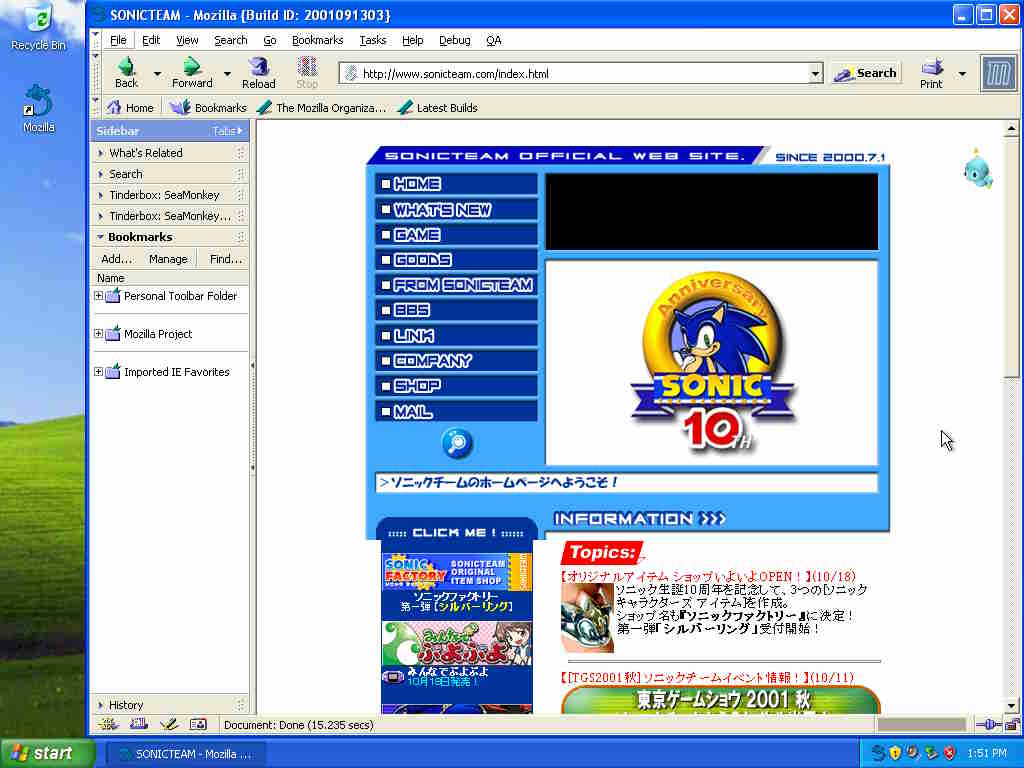 Recycle Bin
Mozilla
SONICTEAM - Mozilla {Build ID: 2001091303}
File Edit View Search Go Bookmarks Tasks Help Debug QA
Back Forward Reload Stop http://www.sonicteam.com/index.html Search Print
Home Bookmarks The Mozilla Organiza... Latest Builds
Sidebar Tabs
What's Related
Search
Tinderbox: SeaMonkey
Tinderbox: SeaMonkey...
Bookmarks
Add... Manage Find...
Name
Personal Toolbar Folder
Mozilla Project
Imported IE Favorites
History
SONICTEAM OFFICIAL WEB SITE. SINCE 2000.7.1
HOME
WHAT'S NEW
GAME
GOODS
FROM SONICTEAM
BBS
LINK
COMPANY
SHOP
MAIL
Anniversary
SONIC
THE HEDGEHOG
10TH
>ソニックチームのホームページへようこそ!
::::: CLICK ME ! ::::::
SONIC FACTORY
SONICTEAM ORIGINAL ITEM SHOP
ソニックファクトリー
第一弾【シルバーリング】
みんなで
ぷよぷよ
みんなでぷよぷよ
10月18日発売!
INFORMATION >>>
Topics:
【オリジナルアイテム ショップいよいよOPEN!】(10/18)
ソニック生誕10周年を記念して、3つの「ソニック
キャラクターズ アイテム」を作成。
ショップ名も『ソニックファクトリー』に決定!
第一弾「シルバーリング」受付開始!
【[TGS2001秋] ソニックチームイベント情報!】(10/11)
東京ゲームショウ 2001 秋
Document: Done (15.235 secs)
start SONICTEAM - Mozilla ... 1:51 PM